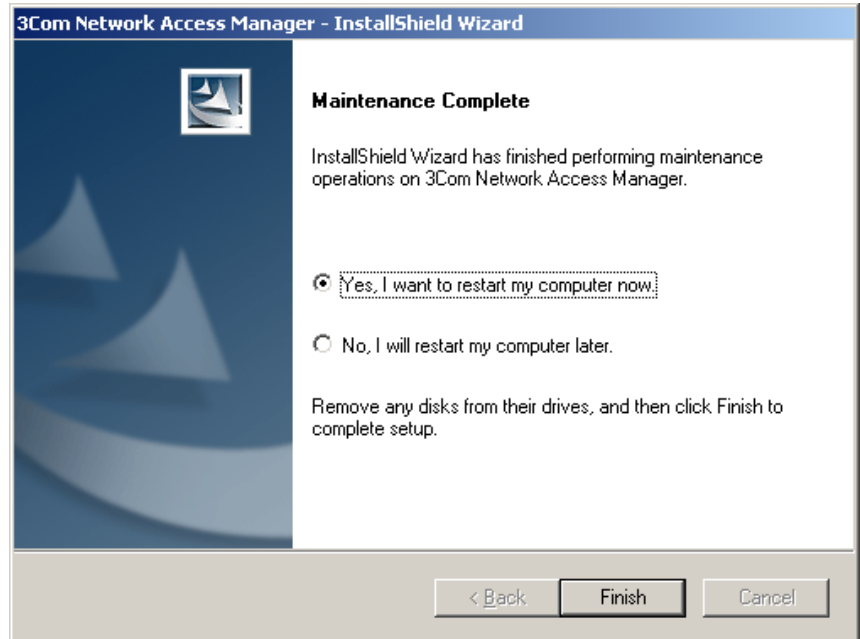 3Com Network Access Manager - InstallShield Wizard
Maintenance Complete
InstallShield Wizard has finished performing maintenance
operations on 3Com Network Access Manager.
Yes, I want to restart my computer now.
No, I will restart my computer later.
Remove any disks from their drives, and then click Finish to
complete setup.
< Back Finish Cancel